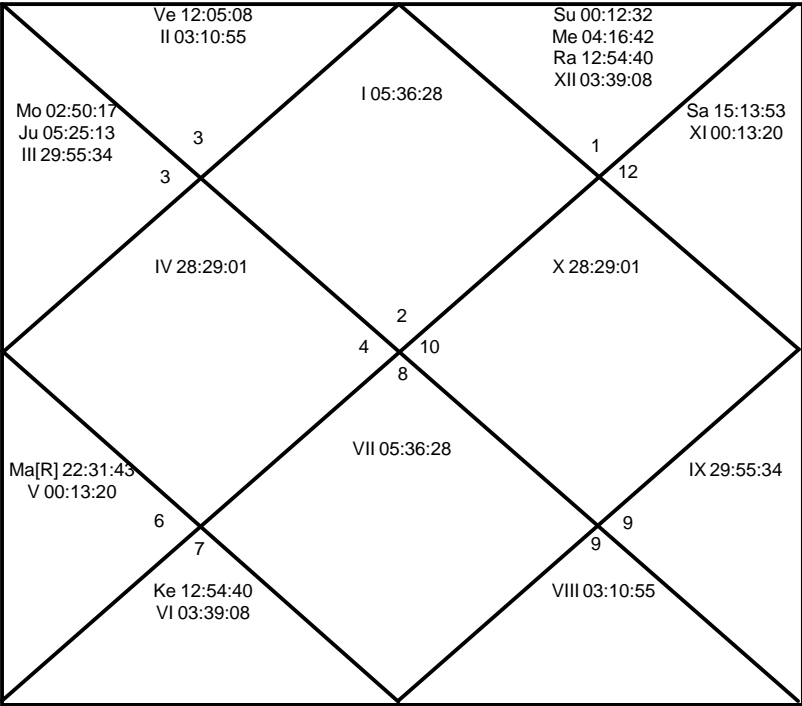 Ve 12:05:08
II 03:10:55
Su 00:12:32
Me 04:16:42
Ra 12:54:40
XII 03:39:08
I 05:36:28
Mo 02:50:17
Ju 05:25:13
III 29:55:34
Sa 15:13:53
XI 00:13:20
3
1
3
12
IV 28:29:01
X 28:29:01
2
4
10
8
VII 05:36:28
Ma[R] 22:31:43
V 00:13:20
IX 29:55:34
6
9
7
9
Ke 12:54:40
VI 03:39:08
VIII 03:10:55